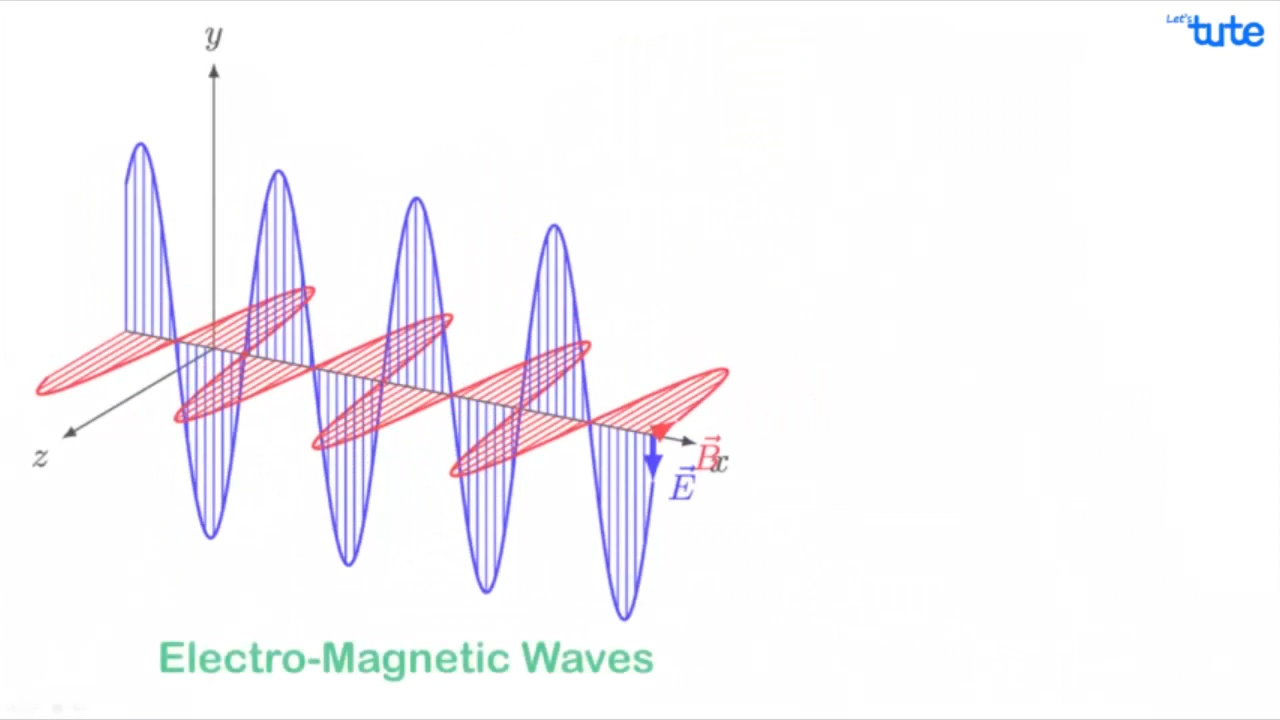 Let's
tute
y
z
B⃗
x
E⃗
Electro-Magnetic Waves